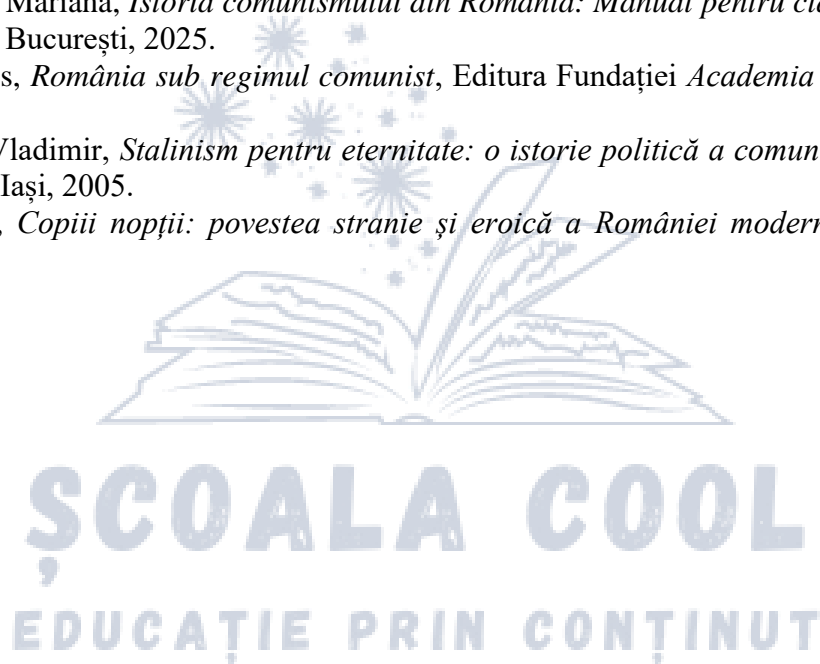 Mariana, Istoria comunismului din România: Manual pentru cla
București, 2025.
s, România sub regimul comunist, Editura Fundației Academia
Vladimir, Stalinism pentru eternitate: o istorie politică a comun
Iași, 2005.
, Copiii nopții: povestea stranie și eroică a României modern
ȘCOALA COOL
EDUCAȚIE PRIN CONȚINUT